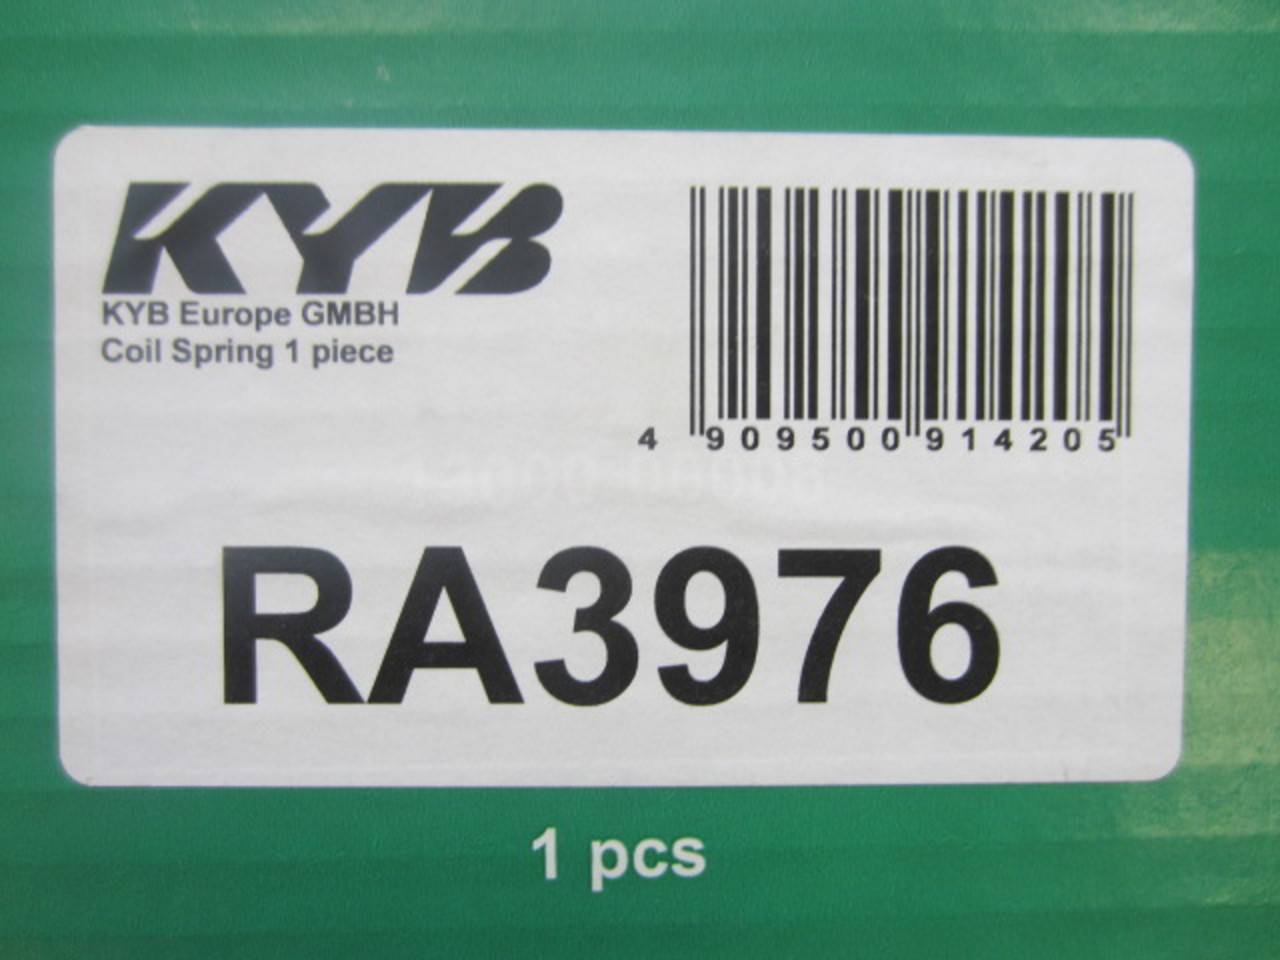 KYB
KYB Europe GMBH
Coil Spring 1 piece
4 909500 914205
RA3976
1 pcs